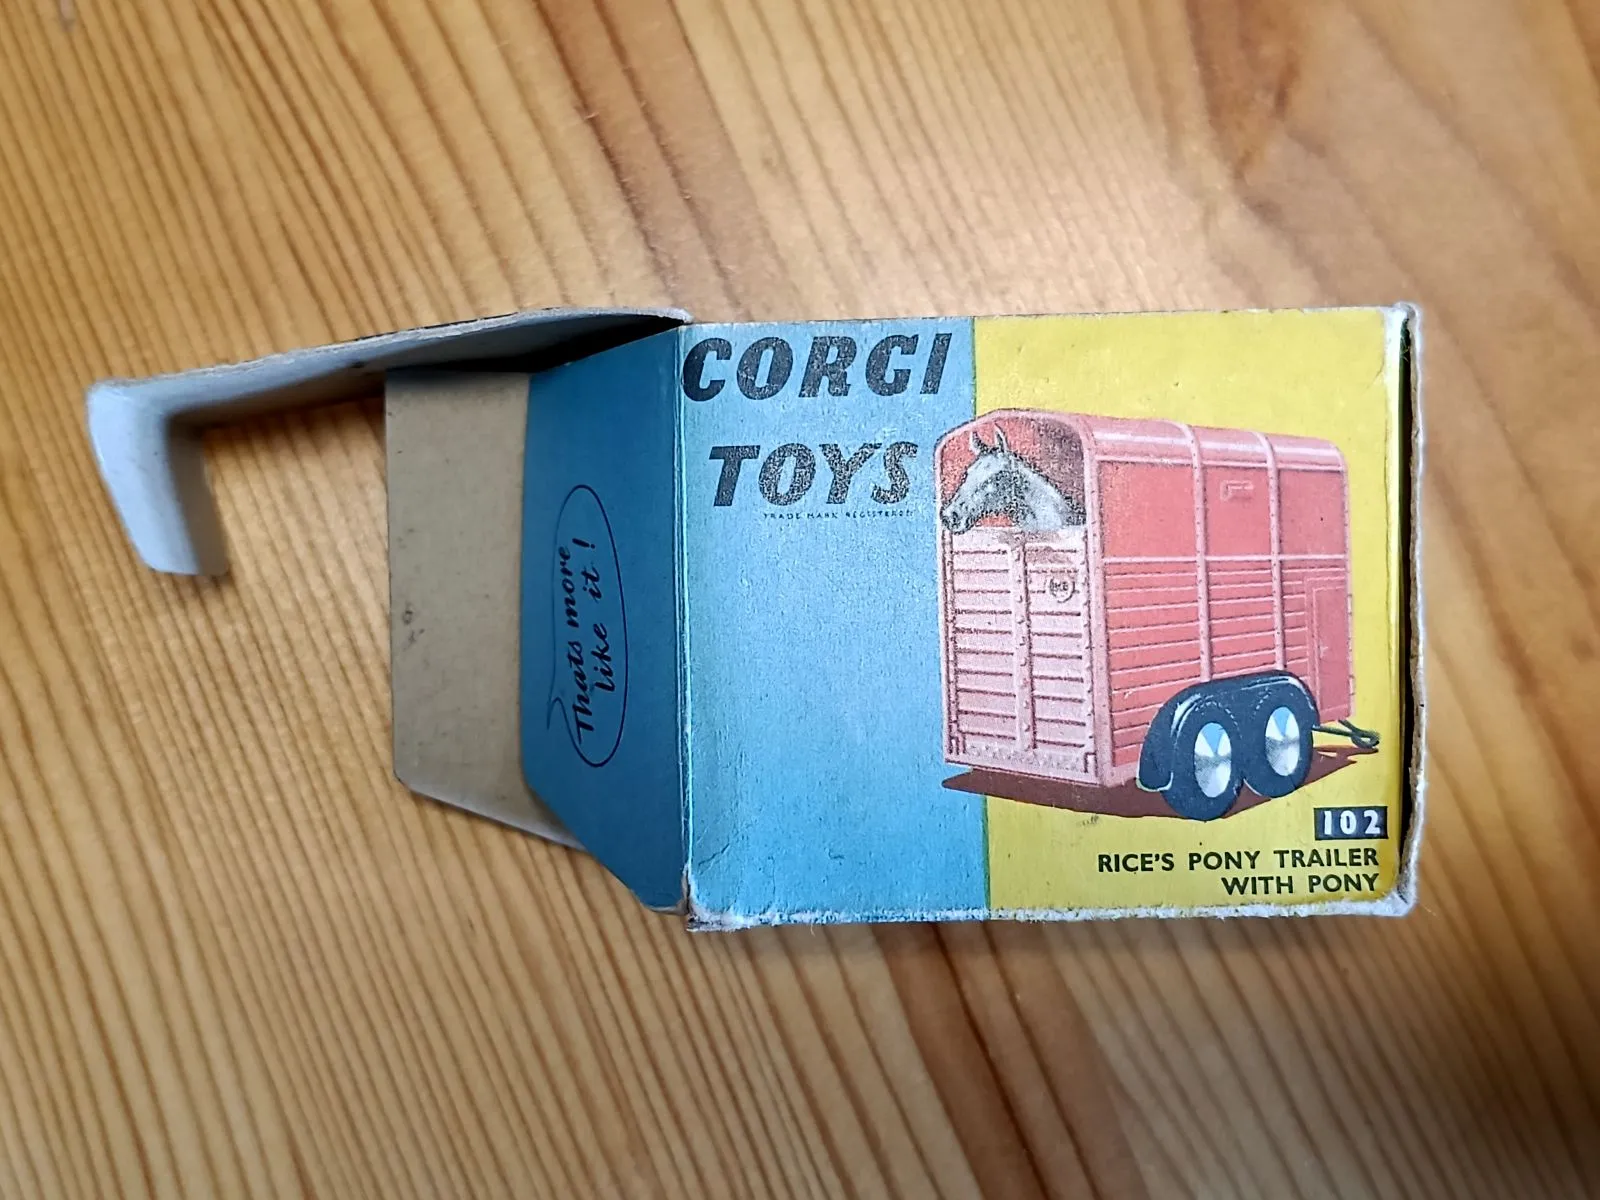 CORGI
TOYS
TRADE MARK REGISTERED
Thats more
like it!
102
RICE'S PONY TRAILER
WITH PONY